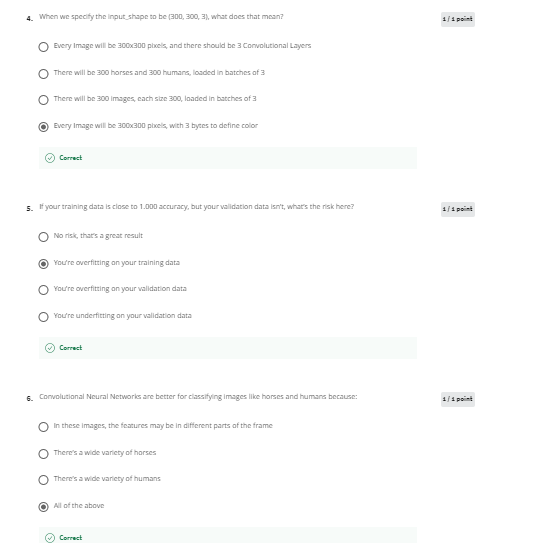 4. When we specify the input_shape to be (300, 300, 3), what does that mean?
1 / 1 point
Every Image will be 300x300 pixels, and there should be 3 Convolutional Layers
There will be 300 horses and 300 humans, loaded in batches of 3
There will be 300 images, each size 300, loaded in batches of 3
Every Image will be 300x300 pixels, with 3 bytes to define color
Correct
5. If your training data is close to 1.000 accuracy, but your validation data isn't, what's the risk here?
1 / 1 point
No risk, that's a great result
You're overfitting on your training data
You're overfitting on your validation data
You're underfitting on your validation data
Correct
6. Convolutional Neural Networks are better for classifying images like horses and humans because:
1 / 1 point
In these images, the features may be in different parts of the frame
There's a wide variety of horses
There's a wide variety of humans
All of the above
Correct